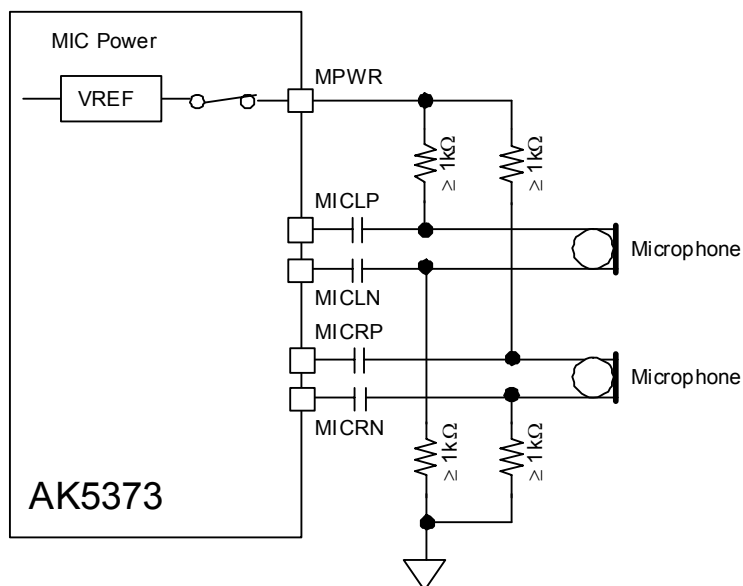 MIC Power
VREF
MPWR
≥ 1kΩ
≥ 1kΩ
MICLP
Microphone
MICLN
MICRP
Microphone
MICRN
≥ 1kΩ
≥ 1kΩ
AK5373